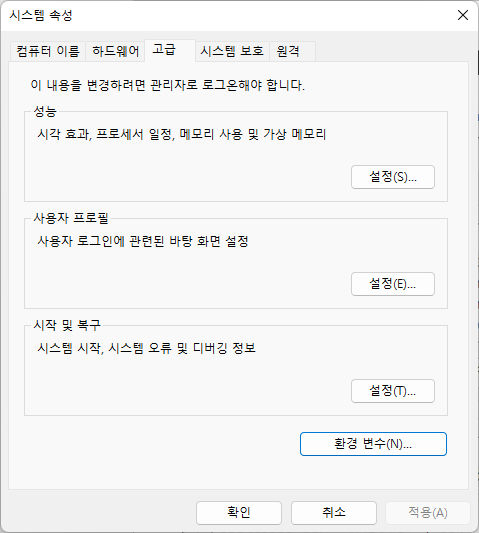 시스템 속성
컴퓨터 이름 하드웨어 고급 시스템 보호 원격
이 내용을 변경하려면 관리자로 로그온해야 합니다.
성능
시각 효과, 프로세서 일정, 메모리 사용 및 가상 메모리
설정(S)...
사용자 프로필
사용자 로그인에 관련된 바탕 화면 설정
설정(E)...
시작 및 복구
시스템 시작, 시스템 오류 및 디버깅 정보
설정(T)...
환경 변수(N)...
확인 취소 적용(A)